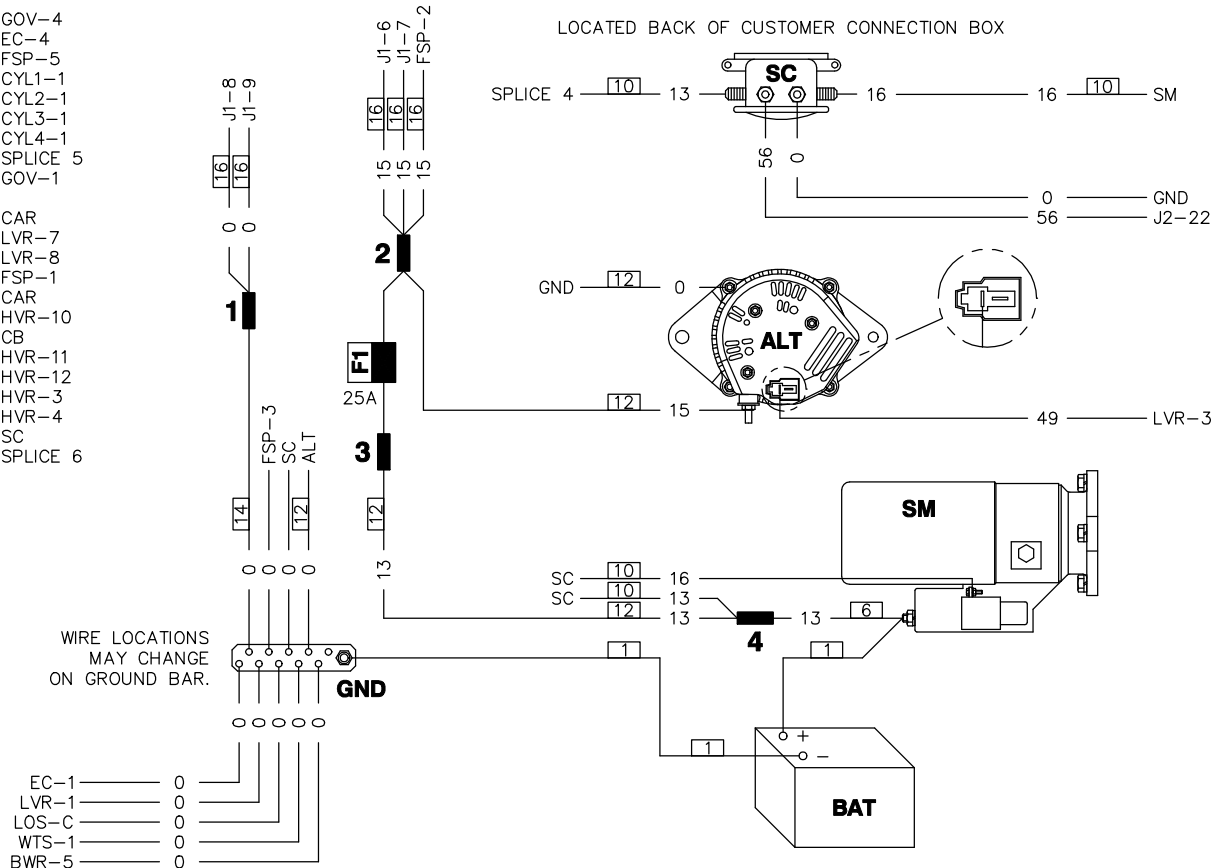 GOV-4
EC-4
FSP-5
CYL1-1
CYL2-1
CYL3-1
CYL4-1
SPLICE 5
GOV-1
CAR
LVR-7
LVR-8
FSP-1
CAR
HVR-10
CB
HVR-11
HVR-12
HVR-3
HVR-4
SC
SPLICE 6
J1-8
J1-9
16
16
0
0
1
14
FSP-3
SC
ALT
12
0
0
0
0
J1-6
J1-7
FSP-2
16
16
16
15
15
15
2
F1
25A
3
12
13
LOCATED BACK OF CUSTOMER CONNECTION BOX
SPLICE 4
10
13
SC
16
16
10
SM
56
0
0
GND
56
J2-22
GND
12
0
ALT
12
15
49
LVR-3
SM
SC
10
16
SC
10
13
12
13
4
13
6
WIRE LOCATIONS
MAY CHANGE
ON GROUND BAR.
GND
1
1
1
+
-
BAT
0
0
0
0
0
EC-1
0
LVR-1
0
LOS-C
0
WTS-1
0
BWR-5
0